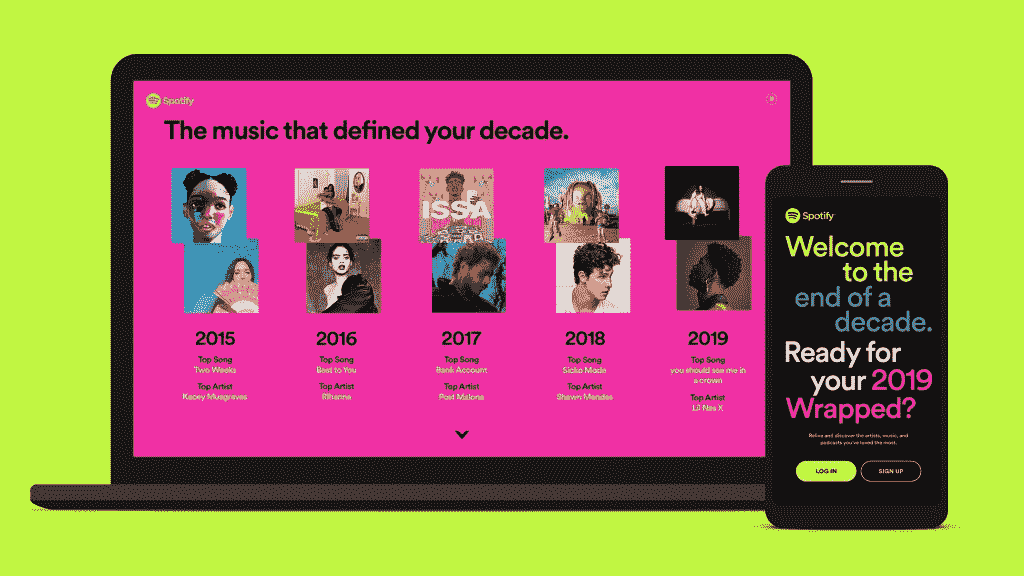 Spotify
The music that defined your decade.
ISSA
2015
Top Song
Two Weeks
Top Artist
Kacey Musgraves
2016
Top Song
Best to You
Top Artist
Rihanna
2017
Top Song
Bank Account
Top Artist
Post Malone
2018
Top Song
Sicko Mode
Top Artist
Shawn Mendes
2019
Top Song
you should see me in
a crown
Top Artist
Lil Nas X
Spotify
Welcome
to the
end of a
decade.
Ready for
your 2019
Wrapped?
Relive and discover the artists, music, and
podcasts you've loved the most.
LOG IN
SIGN UP